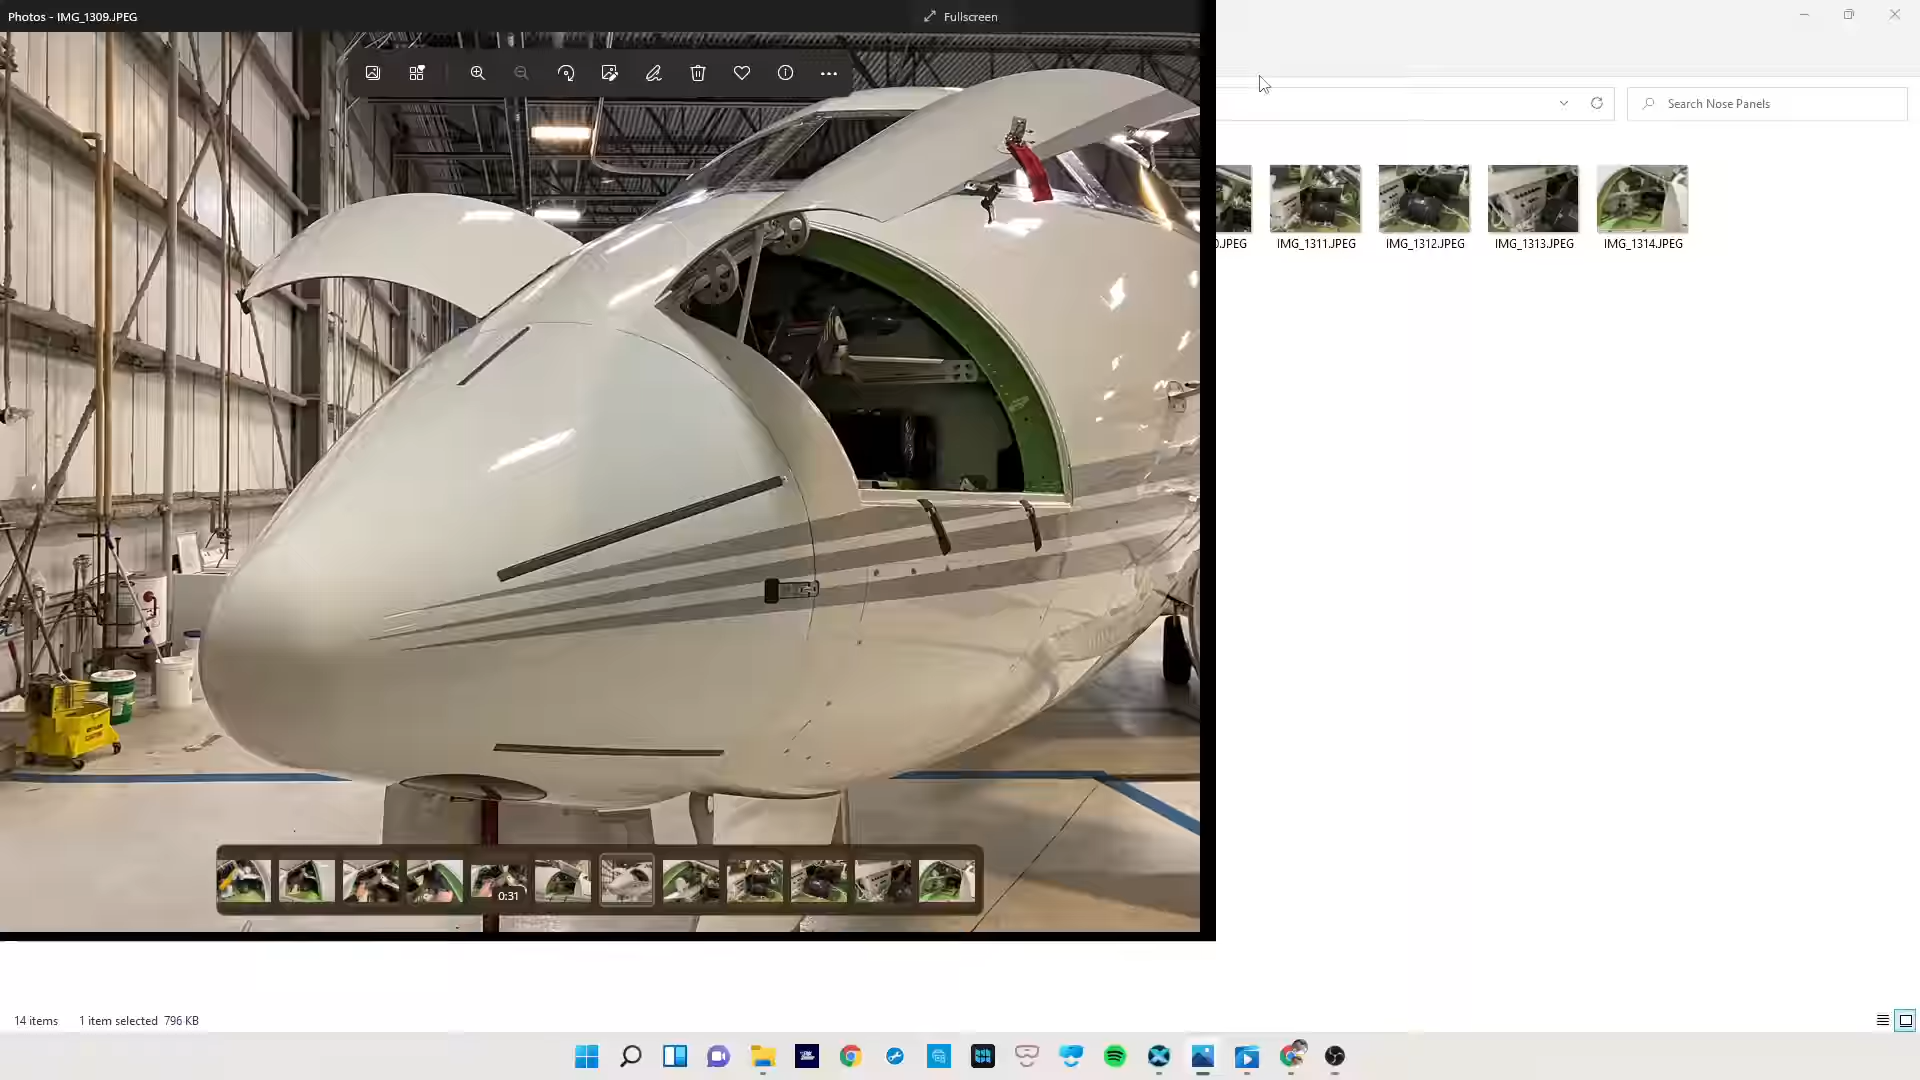 Photos - IMG_1309.JPEG
Fullscreen
Search Nose Panels
0.JPEG
IMG_1311.JPEG
IMG_1312.JPEG
IMG_1313.JPEG
IMG_1314.JPEG
0:31
14 items
1 item selected 796 KB